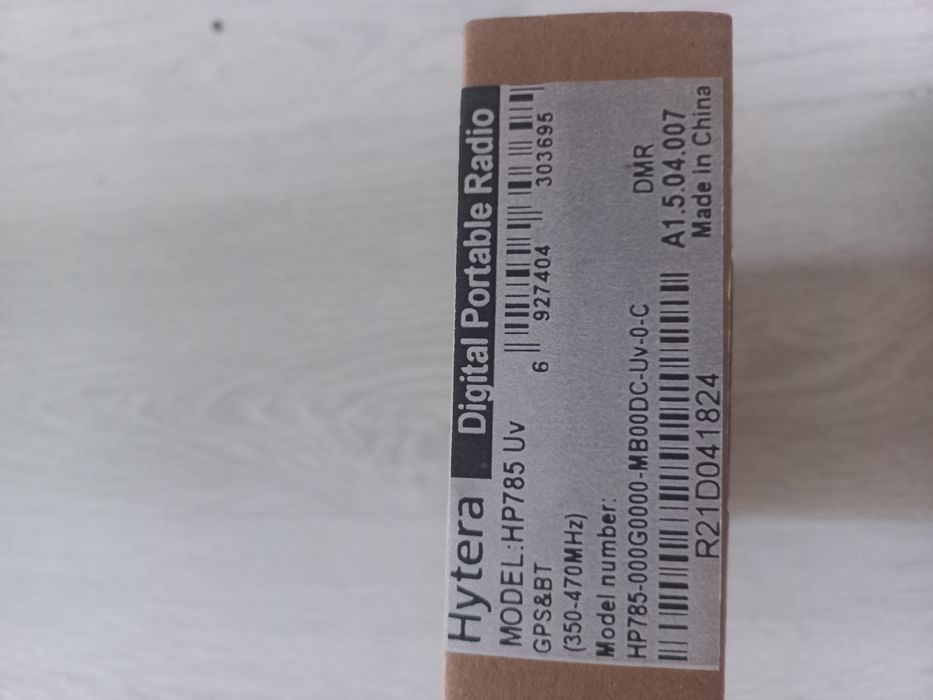 Hytera Digital Portable Radio
MODEL:HP785 Uv
GPS&BT
6 927404 303695
(350-470MHz)
Model number: DMR
HP785-000G0000-MB00DC-Uv-0-C
A1.5.04.007
R21D041824 Made in China